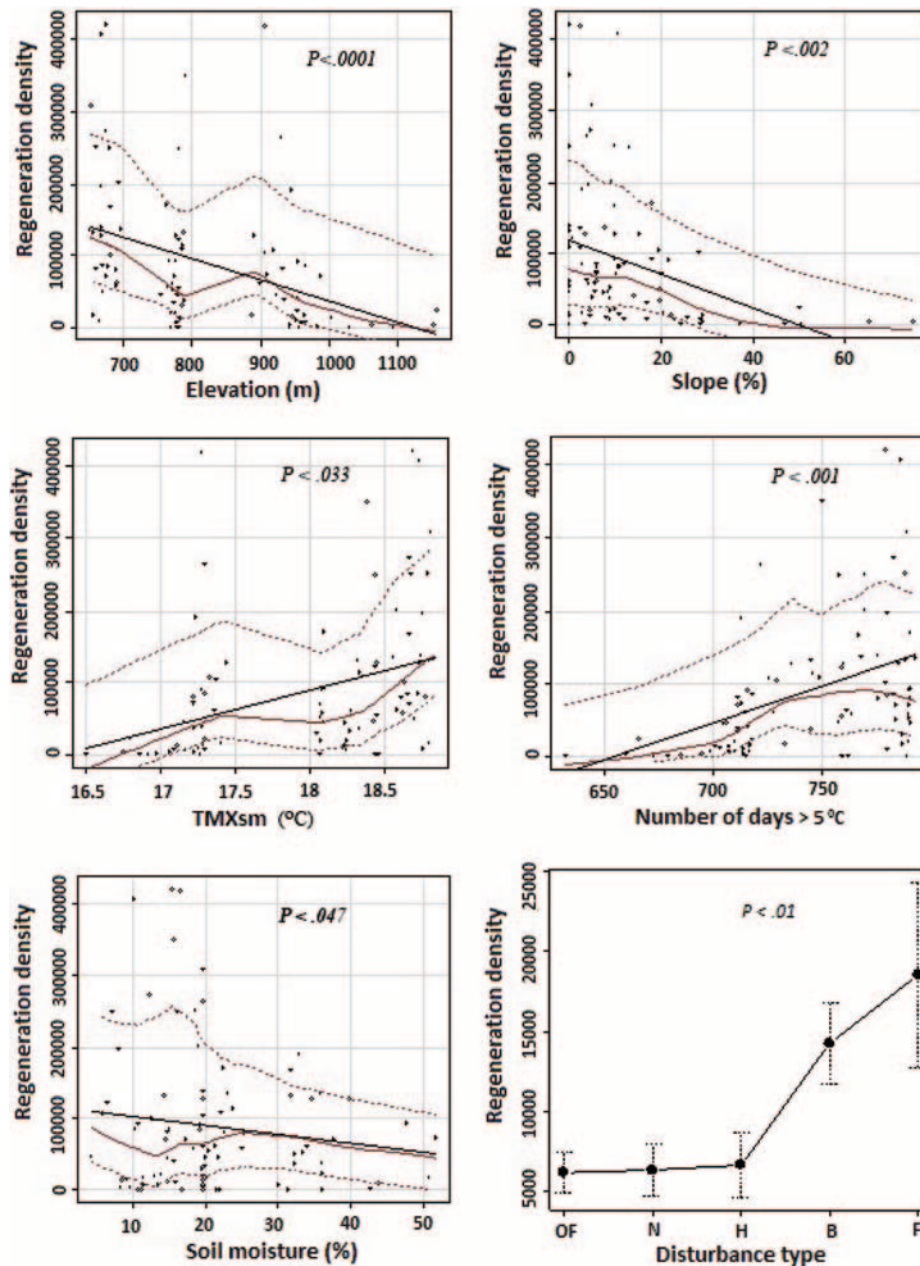 P<.0001
Regeneration density
0 100000 200000 300000 400000
700 800 900 1000 1100
Elevation (m)
P<.002
Regeneration density
0 100000 200000 300000 400000
0 20 40 60
Slope (%)
P < .033
Regeneration density
0 100000 200000 300000 400000
16.5 17 17.5 18 18.5
TMXsm (°C)
P < .001
Regeneration density
0 100000 200000 300000 400000
650 700 750
Number of days > 5 °C
P < .047
Regeneration density
0 100000 200000 300000 400000
10 20 30 40 50
Soil moisture (%)
P < .01
Regeneration density
5000 10000 15000 20000 25000
OF N H B F
Disturbance type